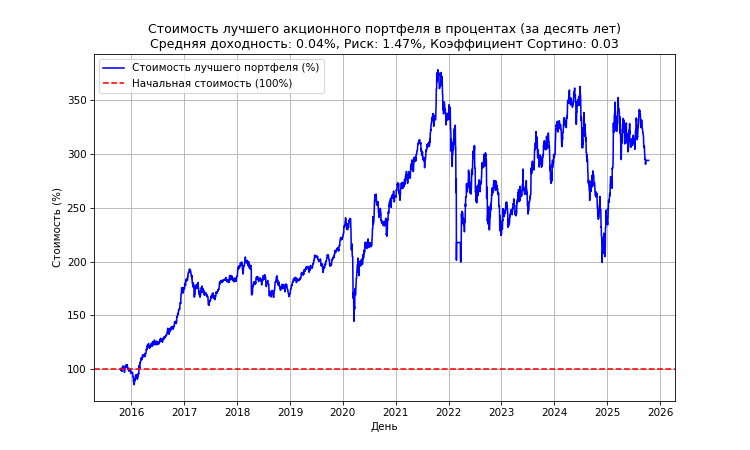 Стоимость лучшего акционного портфеля в процентах (за десять лет)
Средняя доходность: 0.04%, Риск: 1.47%, Коэффициент Сортино: 0.03
Стоимость лучшего портфеля (%)
Начальная стоимость (100%)
Стоимость (%)
350
300
250
200
150
100
2016 2017 2018 2019 2020 2021 2022 2023 2024 2025 2026
День